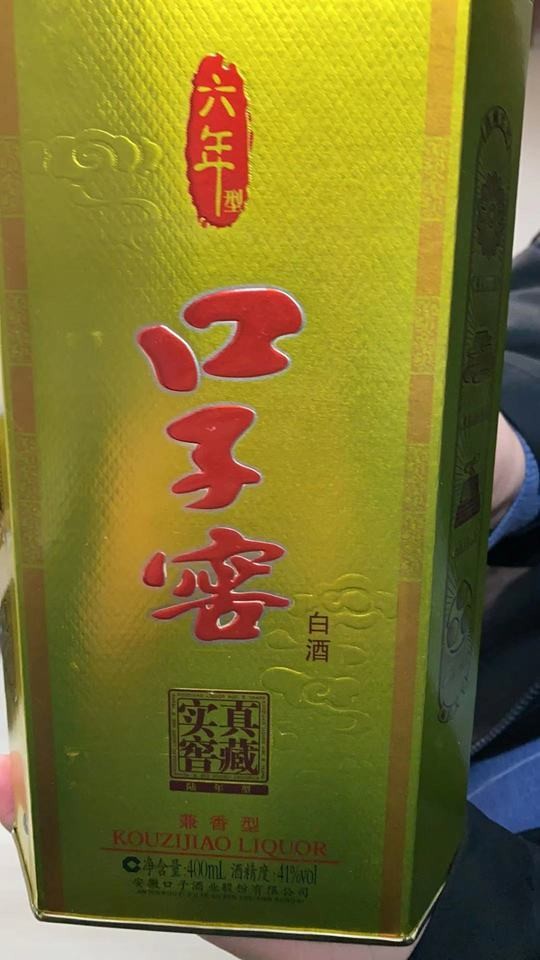 六年型
口子窖
白酒
真藏
实窖
陆年型
兼香型
KOUZIJIAO LIQUOR
净含量:400mL 酒精度:41%vol
安徽口子酒业股份有限公司